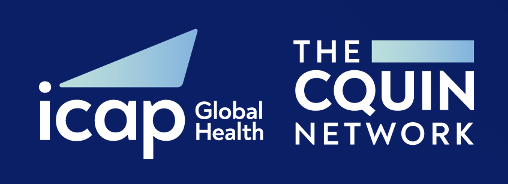 icap Global
Health
THE
CQUIN
NETWORK